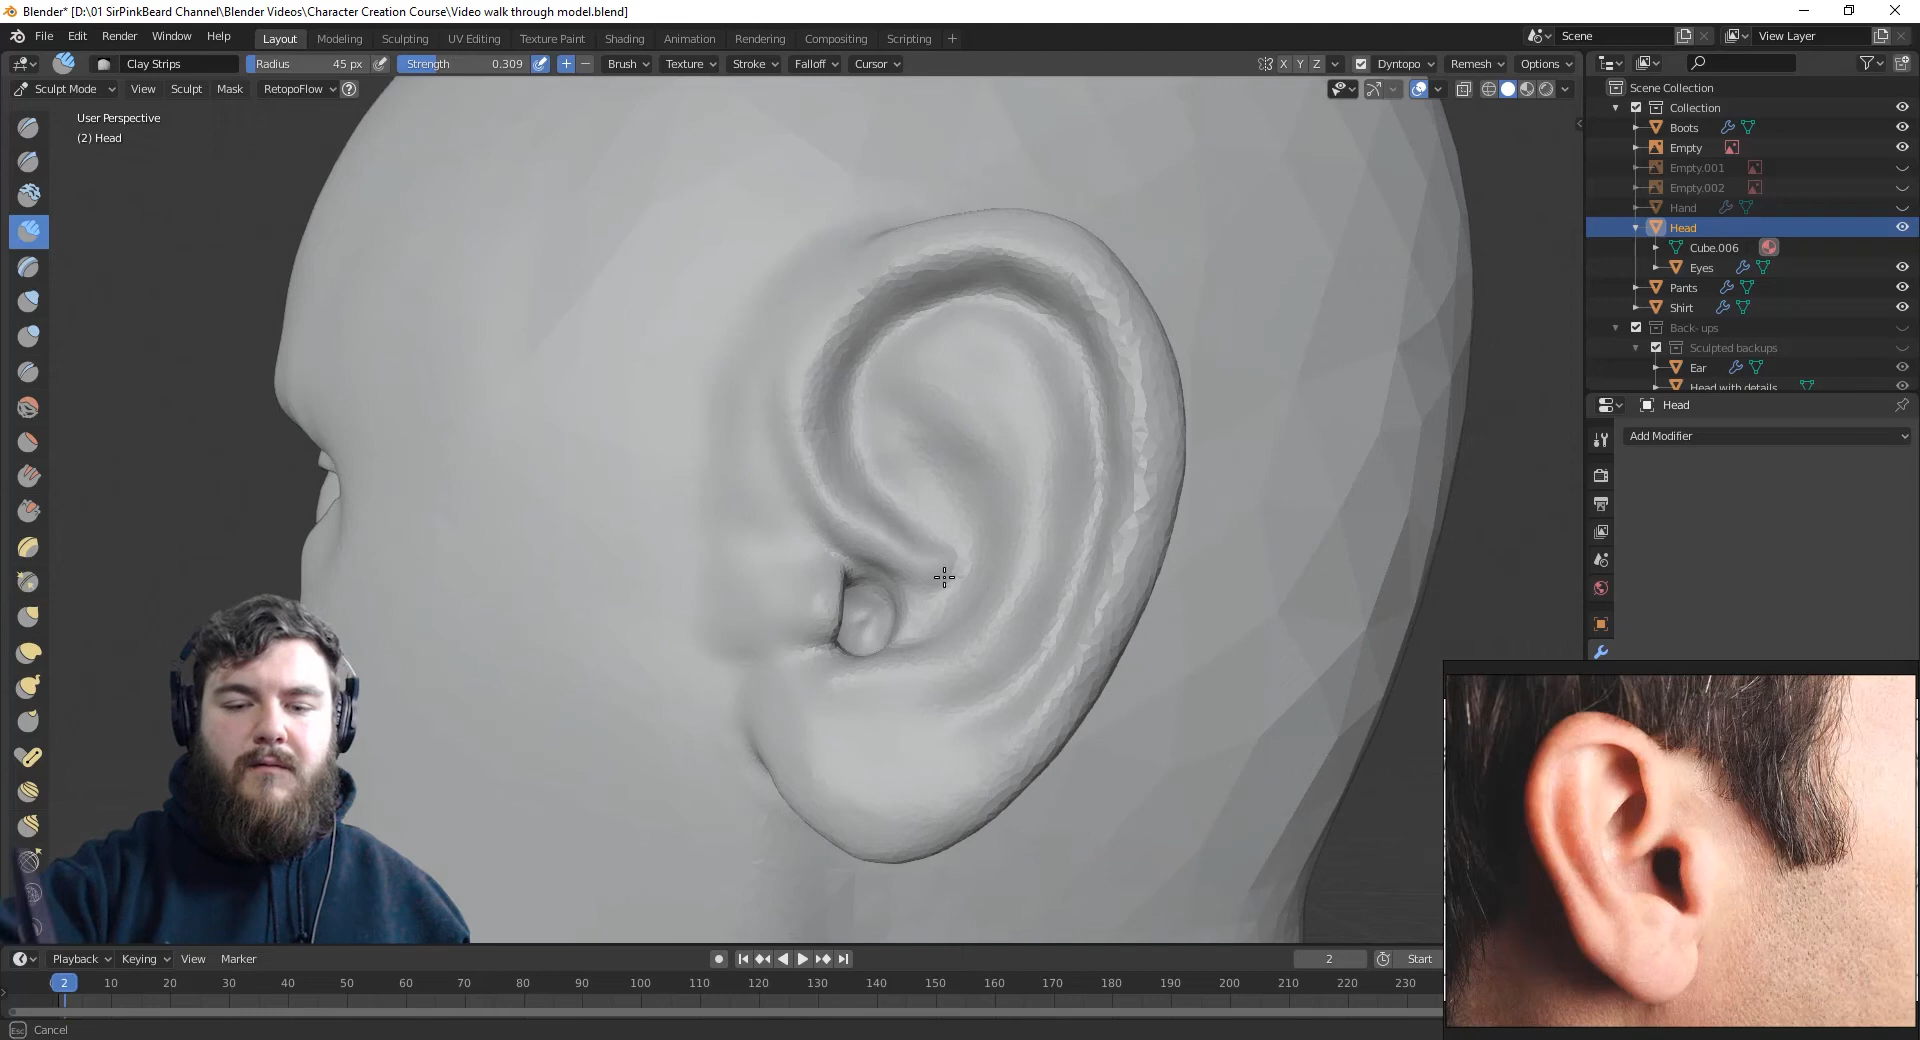 Blender* [D:\01 SirPinkBeard Channel\Blender Videos\Character Creation Course\Video walk through model.blend]
File Edit Render Window Help Layout Modeling Sculpting UV Editing Texture Paint Shading Animation Rendering Compositing Scripting + Scene View Layer
Clay Strips Radius 45 px Strength 0.309 + - Brush Texture Stroke Falloff Cursor X Y Z Dyntopo Remesh Options
Sculpt Mode View Sculpt Mask RetopoFlow ?
User Perspective
(2) Head
Scene Collection
Collection
Boots
Empty
Empty.001
Empty.002
Hand
Head
Cube.006
Eyes
Pants
Shirt
Back- ups
Sculpted backups
Ear
Head with details
Head
Add Modifier
Playback Keying View Marker 2 Start
2 10 20 30 40 50 60 70 80 90 100 110 120 130 140 150 160 170 180 190 200 210 220 230
Esc Cancel